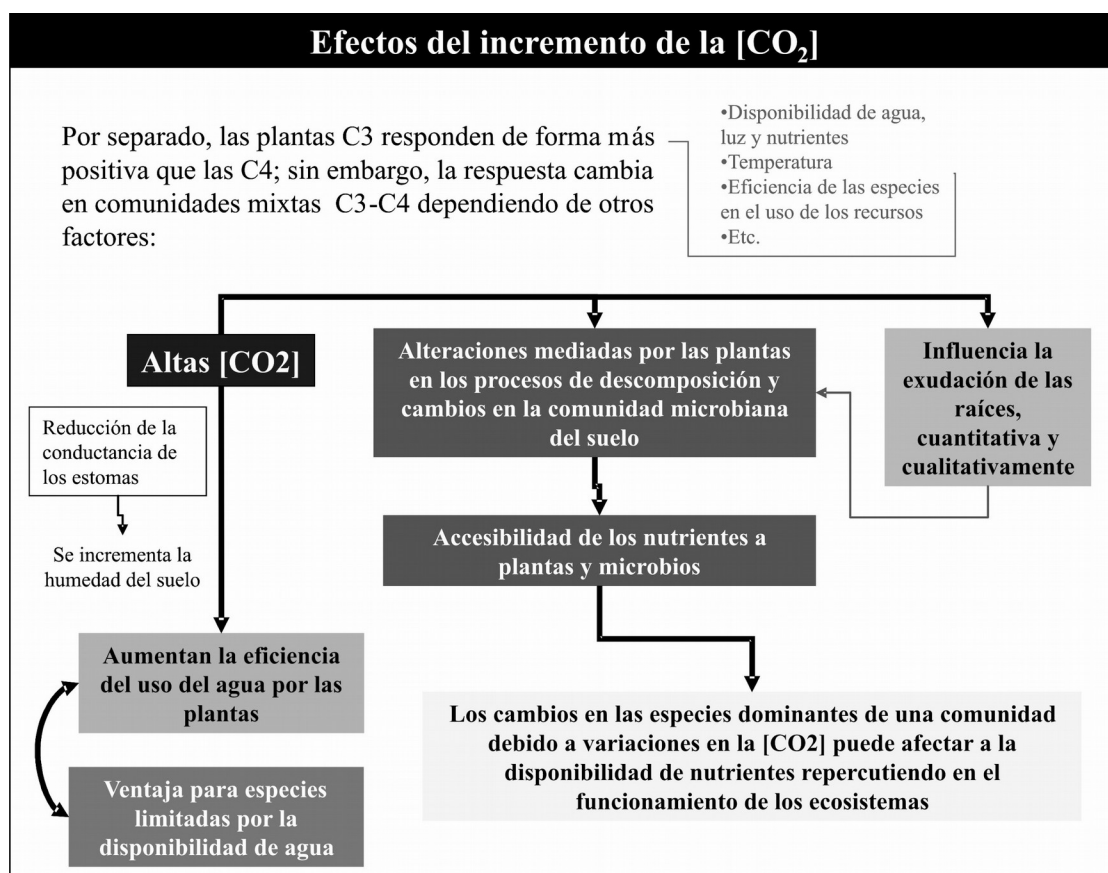 Efectos del incremento de la [CO₂]
Por separado, las plantas C3 responden de forma más
positiva que las C4; sin embargo, la respuesta cambia
en comunidades mixtas C3-C4 dependiendo de otros
factores:
•Disponibilidad de agua,
luz y nutrientes
•Temperatura
•Eficiencia de las especies
en el uso de los recursos
•Etc.
Altas [CO2]
Reducción de la
conductancia de
los estomas
Se incrementa la
humedad del suelo
Aumentan la eficiencia
del uso del agua por las
plantas
Ventaja para especies
limitadas por la
disponibilidad de agua
Alteraciones mediadas por las plantas
en los procesos de descomposición y
cambios en la comunidad microbiana
del suelo
Accesibilidad de los nutrientes a
plantas y microbios
Los cambios en las especies dominantes de una comunidad
debido a variaciones en la [CO2] puede afectar a la
disponibilidad de nutrientes repercutiendo en el
funcionamiento de los ecosistemas
Influencia la
exudación de las
raíces,
cuantitativa y
cualitativamente